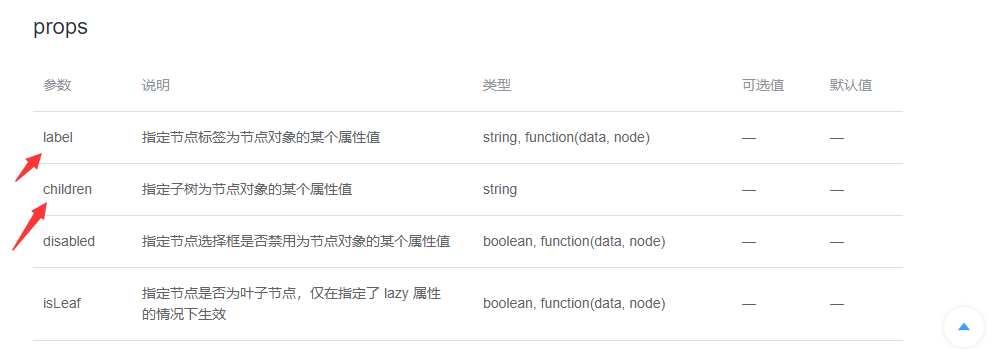 props
参数 说明 类型 可选值 默认值
label 指定节点标签为节点对象的某个属性值 string, function(data, node) — —
children 指定子树为节点对象的某个属性值 string — —
disabled 指定节点选择框是否禁用为节点对象的某个属性值 boolean, function(data, node) — —
isLeaf 指定节点是否为叶子节点，仅在指定了 lazy 属性 boolean, function(data, node) — —
的情况下生效